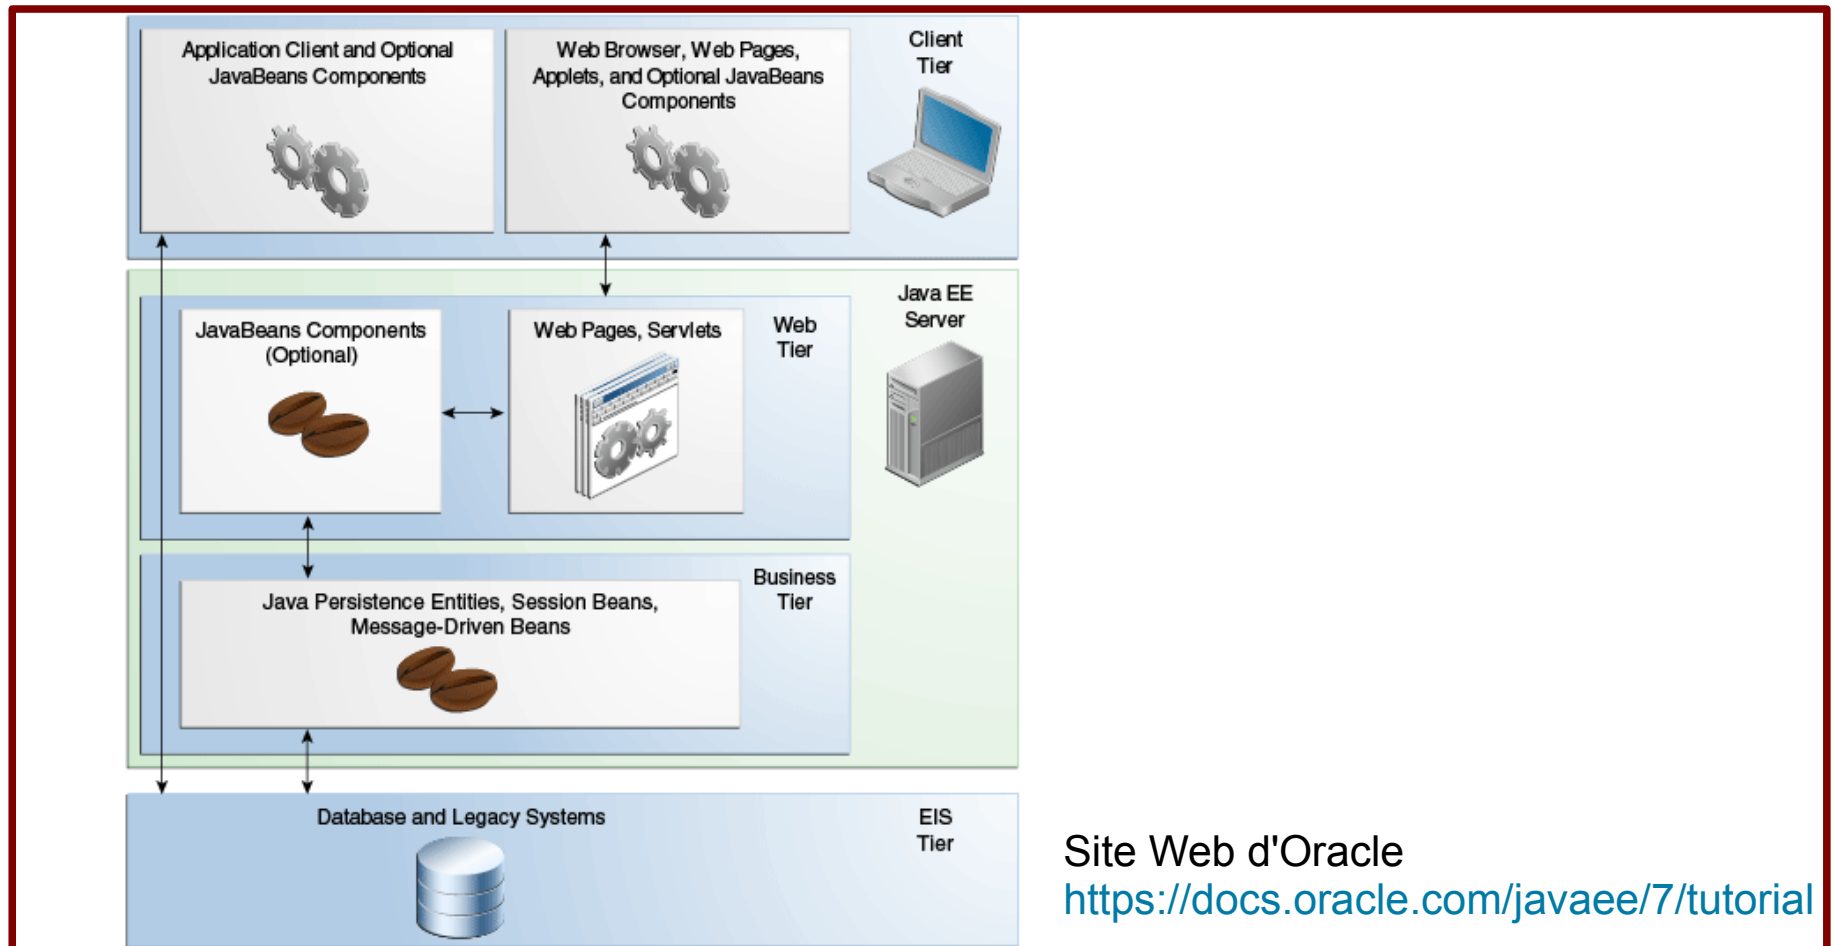 Application Client and Optional
JavaBeans Components
Web Browser, Web Pages,
Applets, and Optional JavaBeans
Components
Client
Tier
JavaBeans Components
(Optional)
Web Pages, Servlets
Web
Tier
Java EE
Server
Java Persistence Entities, Session Beans,
Message-Driven Beans
Business
Tier
Database and Legacy Systems
EIS
Tier
Site Web d'Oracle
https://docs.oracle.com/javaee/7/tutorial